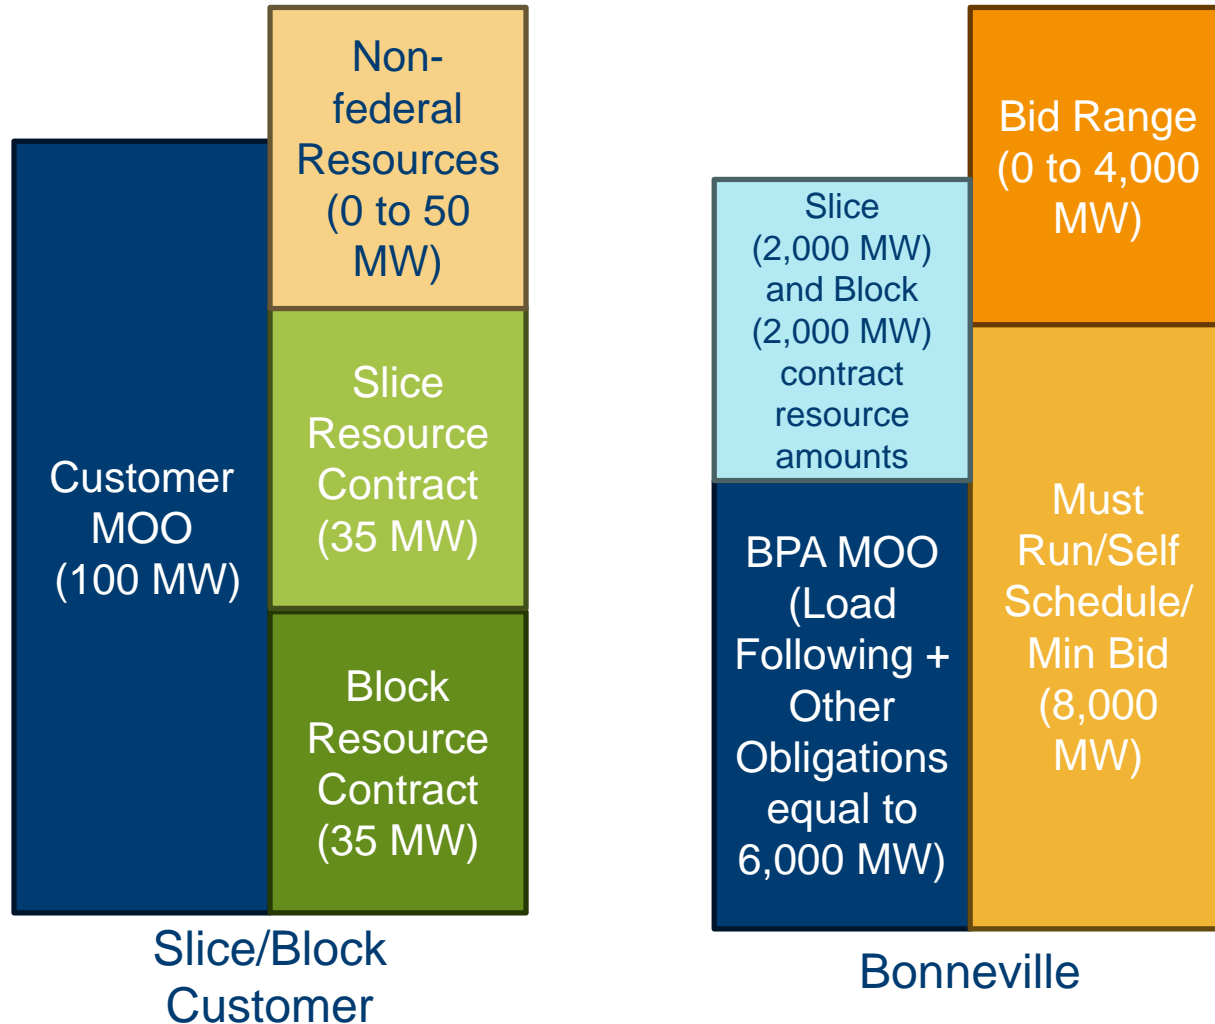 Customer
MOO
(100 MW)
Non-
federal
Resources
(0 to 50
MW)
Slice
Resource
Contract
(35 MW)
Block
Resource
Contract
(35 MW)
Slice/Block
Customer
Slice
(2,000 MW)
and Block
(2,000 MW)
contract
resource
amounts
BPA MOO
(Load
Following +
Other
Obligations
equal to
6,000 MW)
Bid Range
(0 to 4,000
MW)
Must
Run/Self
Schedule/
Min Bid
(8,000
MW)
Bonneville